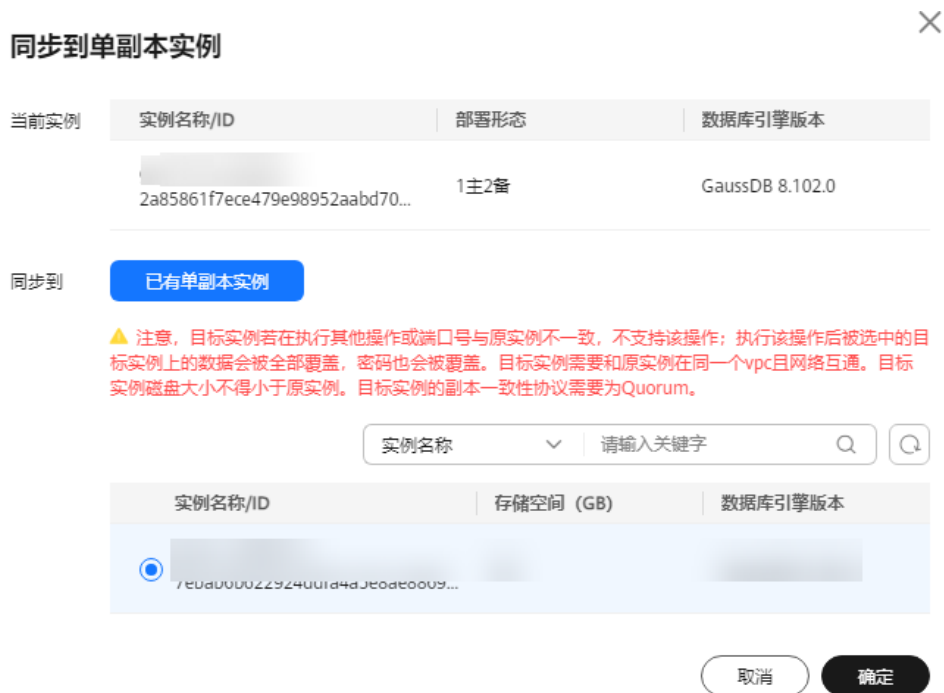 同步到单副本实例
当前实例 实例名称/ID 部署形态 数据库引擎版本
2a85861f7ece479e98952aabd70... 1主2备 GaussDB 8.102.0
同步到 已有单副本实例
注意，目标实例若在执行其他操作或端口号与原实例不一致，不支持该操作；执行该操作后被选中的目
标实例上的数据会被全部覆盖，密码也会被覆盖。目标实例需要和原实例在同一个vpc且网络互通。目标
实例磁盘大小不得小于原实例。目标实例的副本一致性协议需要为Quorum。
实例名称 请输入关键字
实例名称/ID 存储空间（GB） 数据库引擎版本
取消 确定